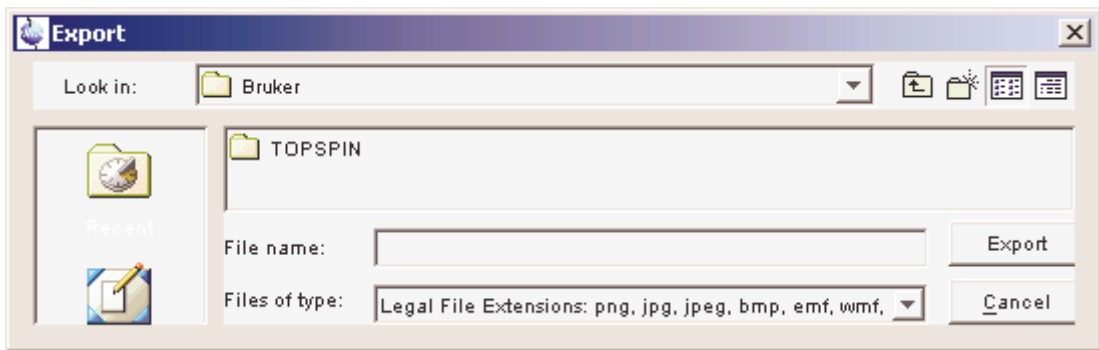 Export
Look in: Bruker
TOPSPIN
Recent
File name:
Export
Files of type: Legal File Extensions: png, jpg, jpeg, bmp, emf, wmf,
Cancel